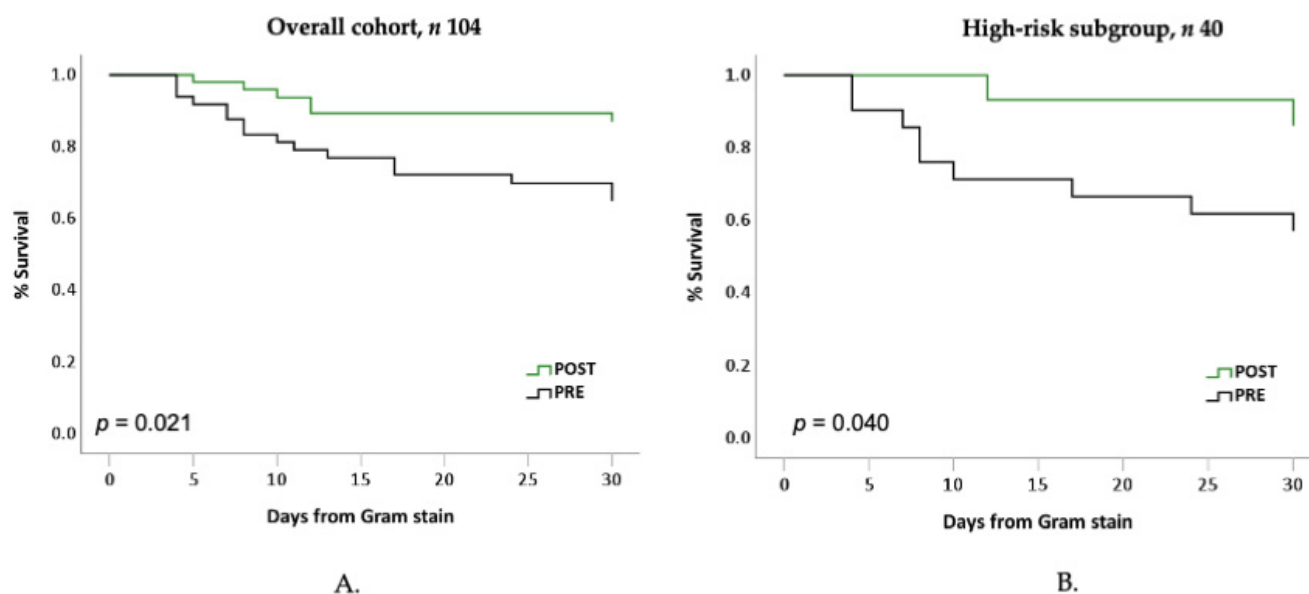 Overall cohort, n 104
1.0
0.8
0.6
0.4
0.2
0.0
% Survival
POST
PRE
p = 0.021
0 5 10 15 20 25 30
Days from Gram stain
A.
High-risk subgroup, n 40
1.0
0.8
0.6
0.4
0.2
0.0
% Survival
POST
PRE
p = 0.040
0 5 10 15 20 25 30
Days from Gram stain
B.